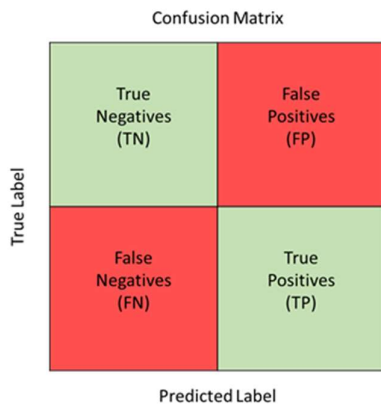 Confusion Matrix
True
Negatives
(TN)
False
Positives
(FP)
True Label
False
Negatives
(FN)
True
Positives
(TP)
Predicted Label